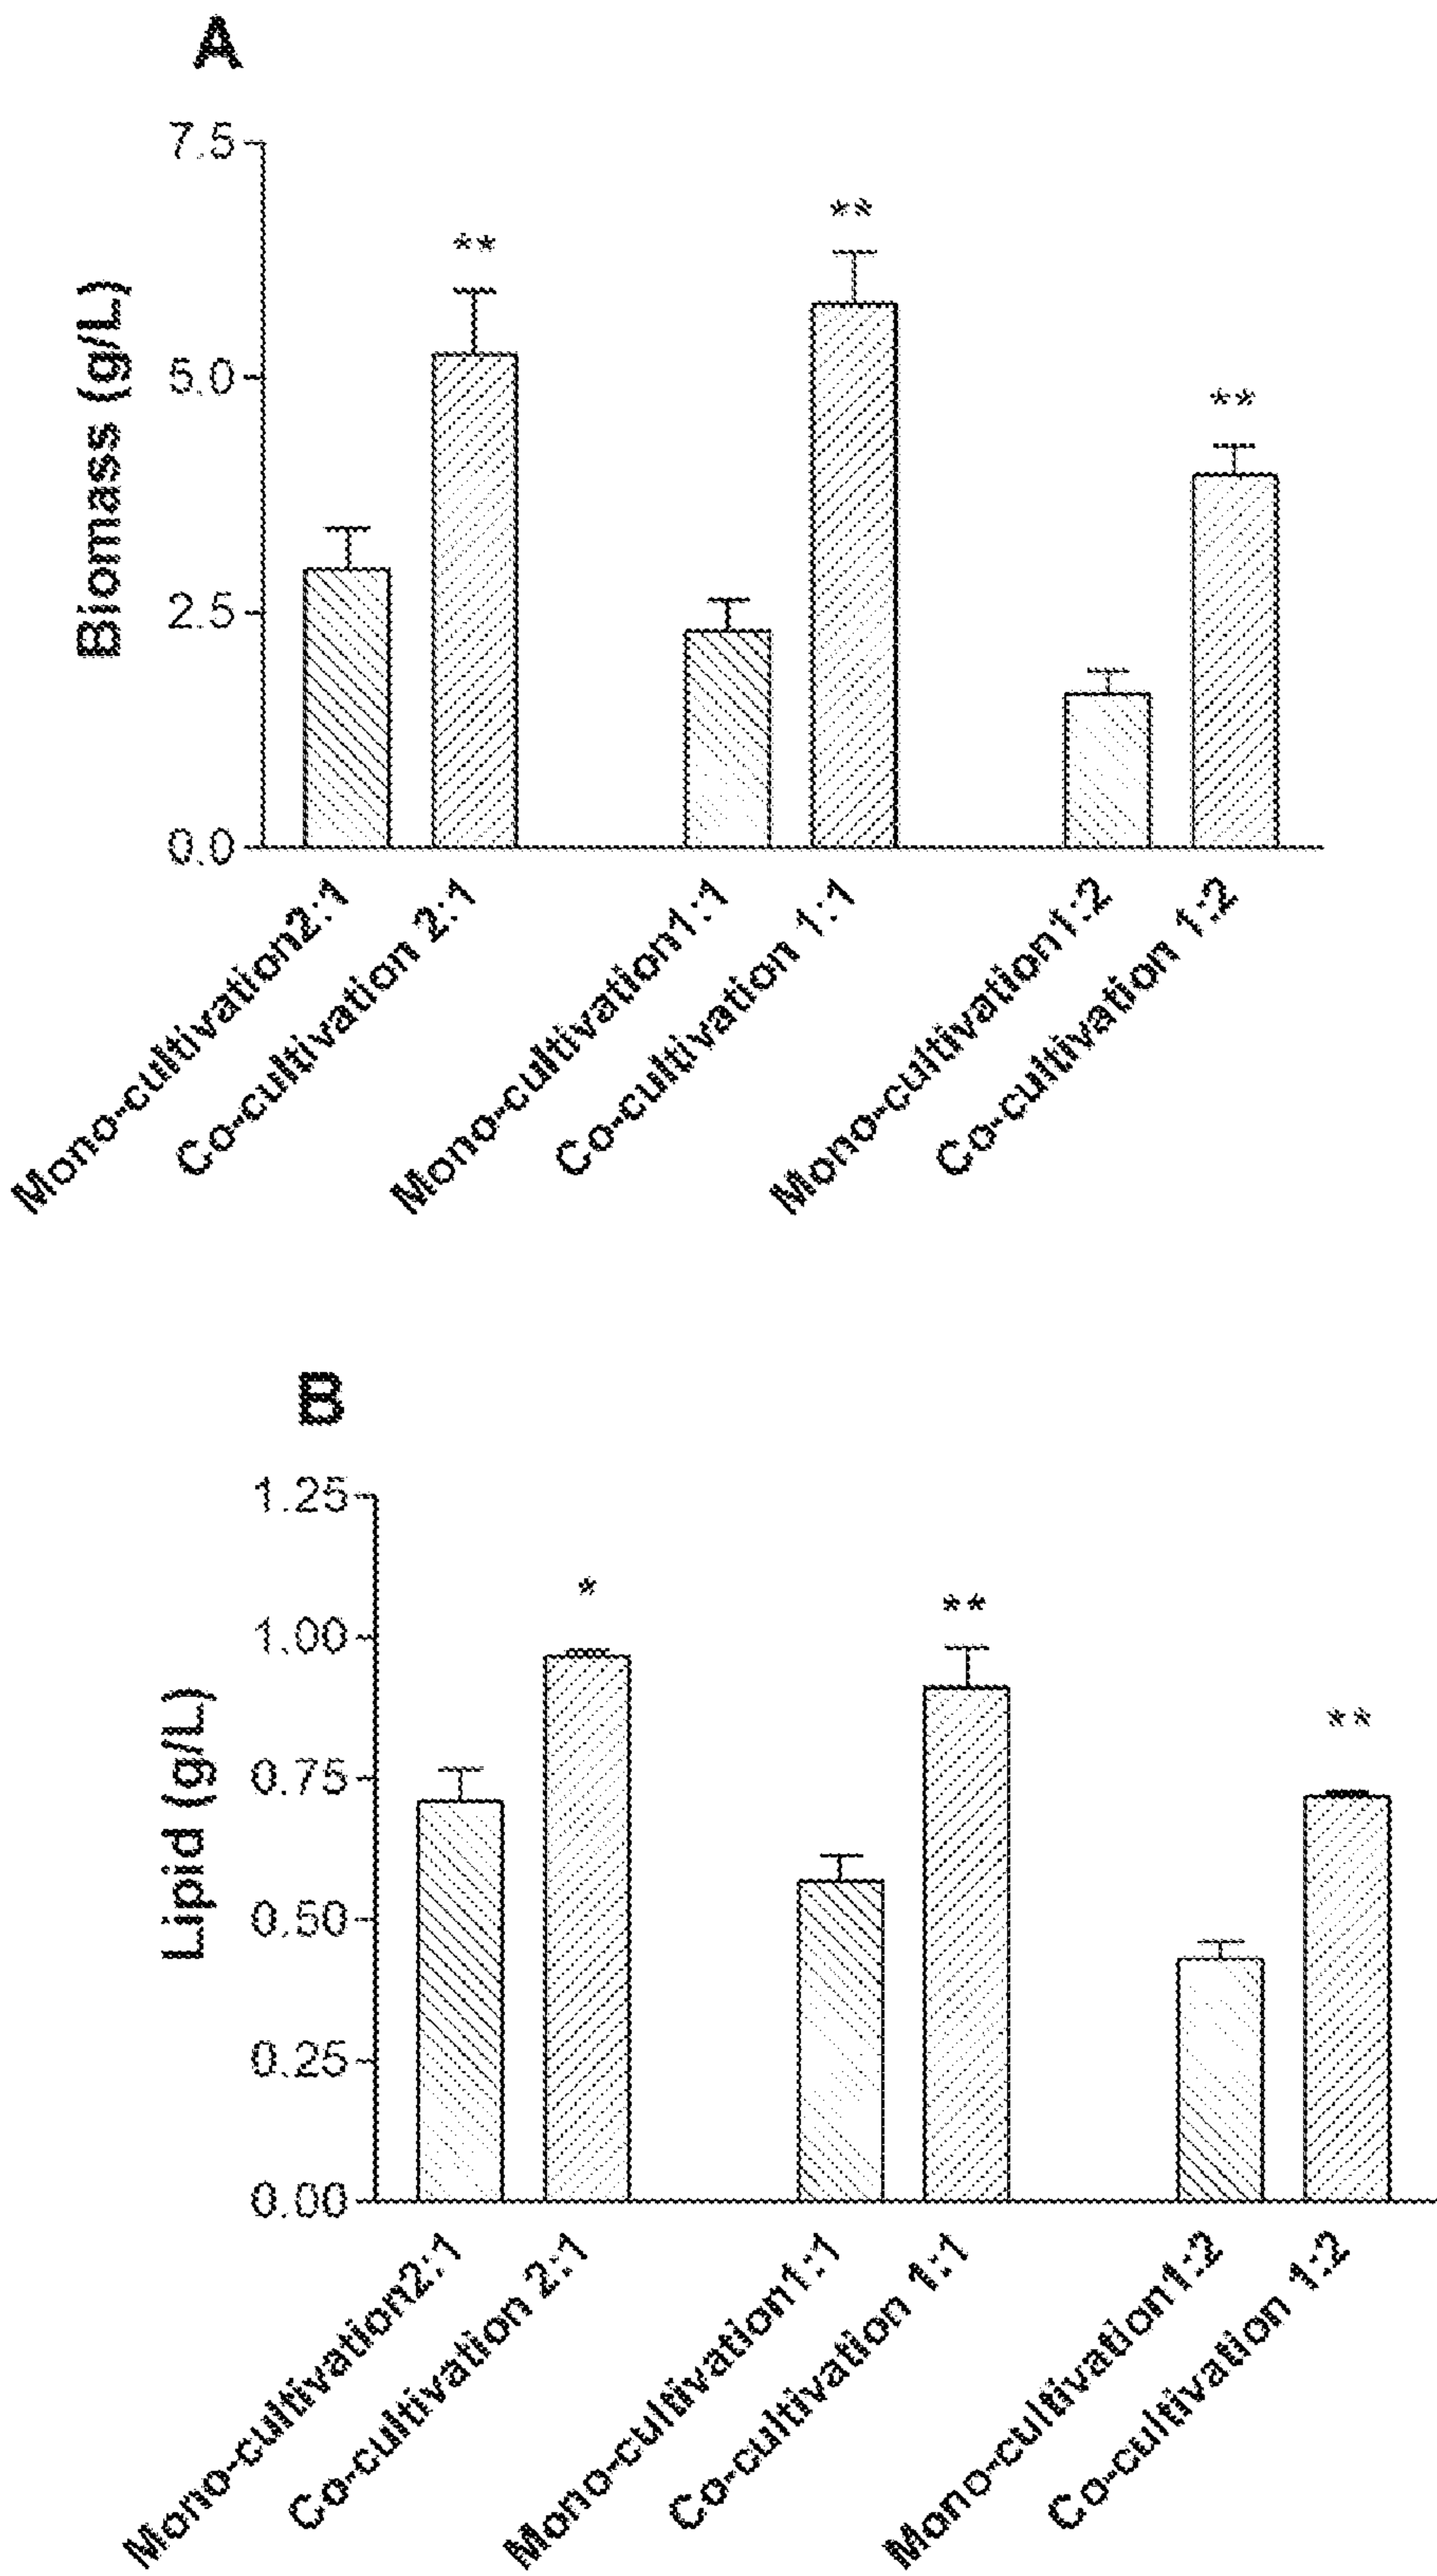 A
7.5
**
**
5.0
**
Biomass (g/L)
2.5
0.0
Mono-cultivation2:1
Co-cultivation 2:1
Mono-cultivation1:1
Co-cultivation 1:1
Mono-cultivation1:2
Co-cultivation 1:2
B
1.25
*
**
1.00
**
0.75
Lipid (g/L)
0.50
0.25
0.00
Mono-cultivation2:1
Co-cultivation 2:1
Mono-cultivation1:1
Co-cultivation 1:1
Mono-cultivation1:2
Co-cultivation 1:2